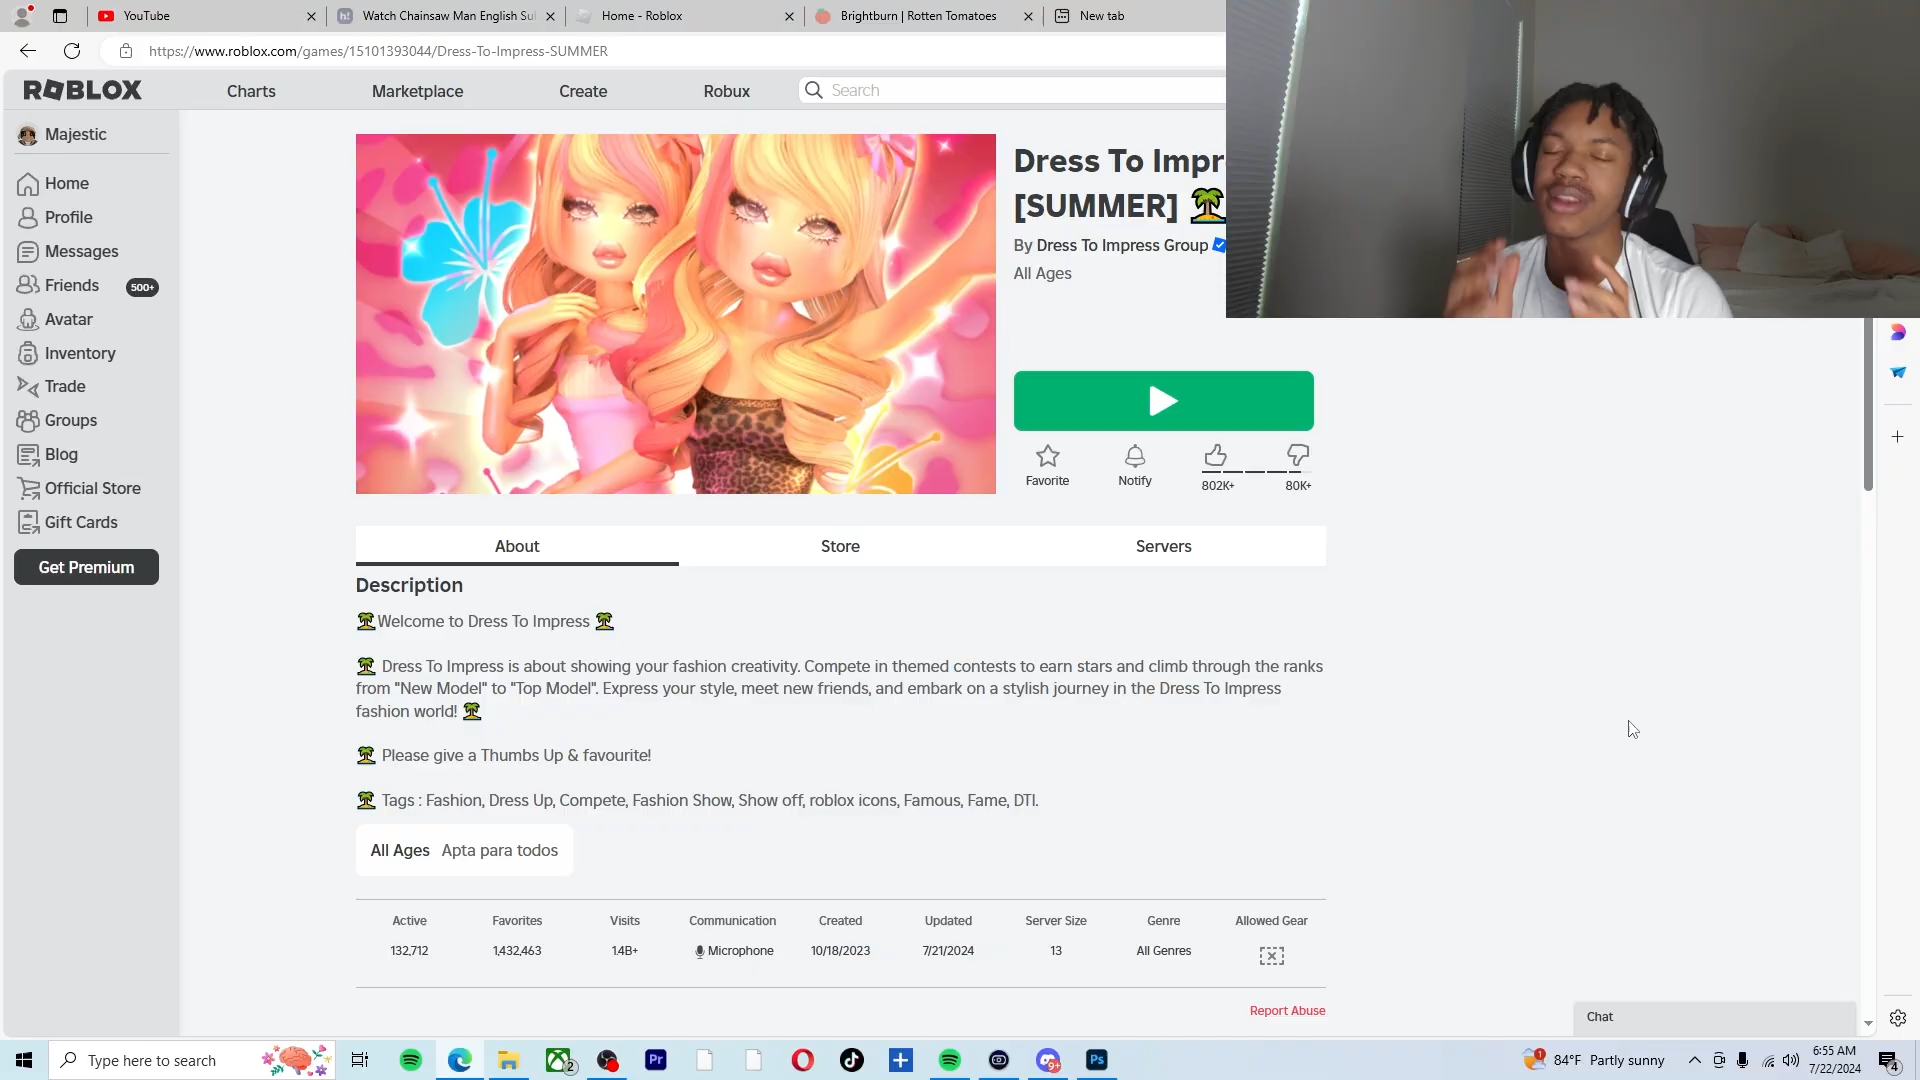 YouTube
Watch Chainsaw Man English Su
Home - Roblox
Brightburn | Rotten Tomatoes
New tab
https://www.roblox.com/games/15101393044/Dress-To-Impress-SUMMER
ROBLOX
Charts
Marketplace
Create
Robux
Search
Majestic
Home
Profile
Messages
Friends 500+
Avatar
Inventory
Trade
Groups
Blog
Official Store
Gift Cards
Get Premium
Dress To Impr
[SUMMER] 🏝
By Dress To Impress Group
All Ages
Favorite
Notify
802K+
80K+
About
Store
Servers
Description
🏝Welcome to Dress To Impress 🏝
🏝 Dress To Impress is about showing your fashion creativity. Compete in themed contests to earn stars and climb through the ranks
from "New Model" to "Top Model". Express your style, meet new friends, and embark on a stylish journey in the Dress To Impress
fashion world! 🏝
🏝 Please give a Thumbs Up & favourite!
🏝 Tags : Fashion, Dress Up, Compete, Fashion Show, Show off, roblox icons, Famous, Fame, DTI.
All Ages Apta para todos
Active Favorites Visits Communication Created Updated Server Size Genre Allowed Gear
132,712 1,432,463 1.4B+ Microphone 10/18/2023 7/21/2024 13 All Genres
Report Abuse
Chat
Type here to search
2
Pr
9+
Ps
1
84°F Partly sunny
6:55 AM
7/22/2024
4